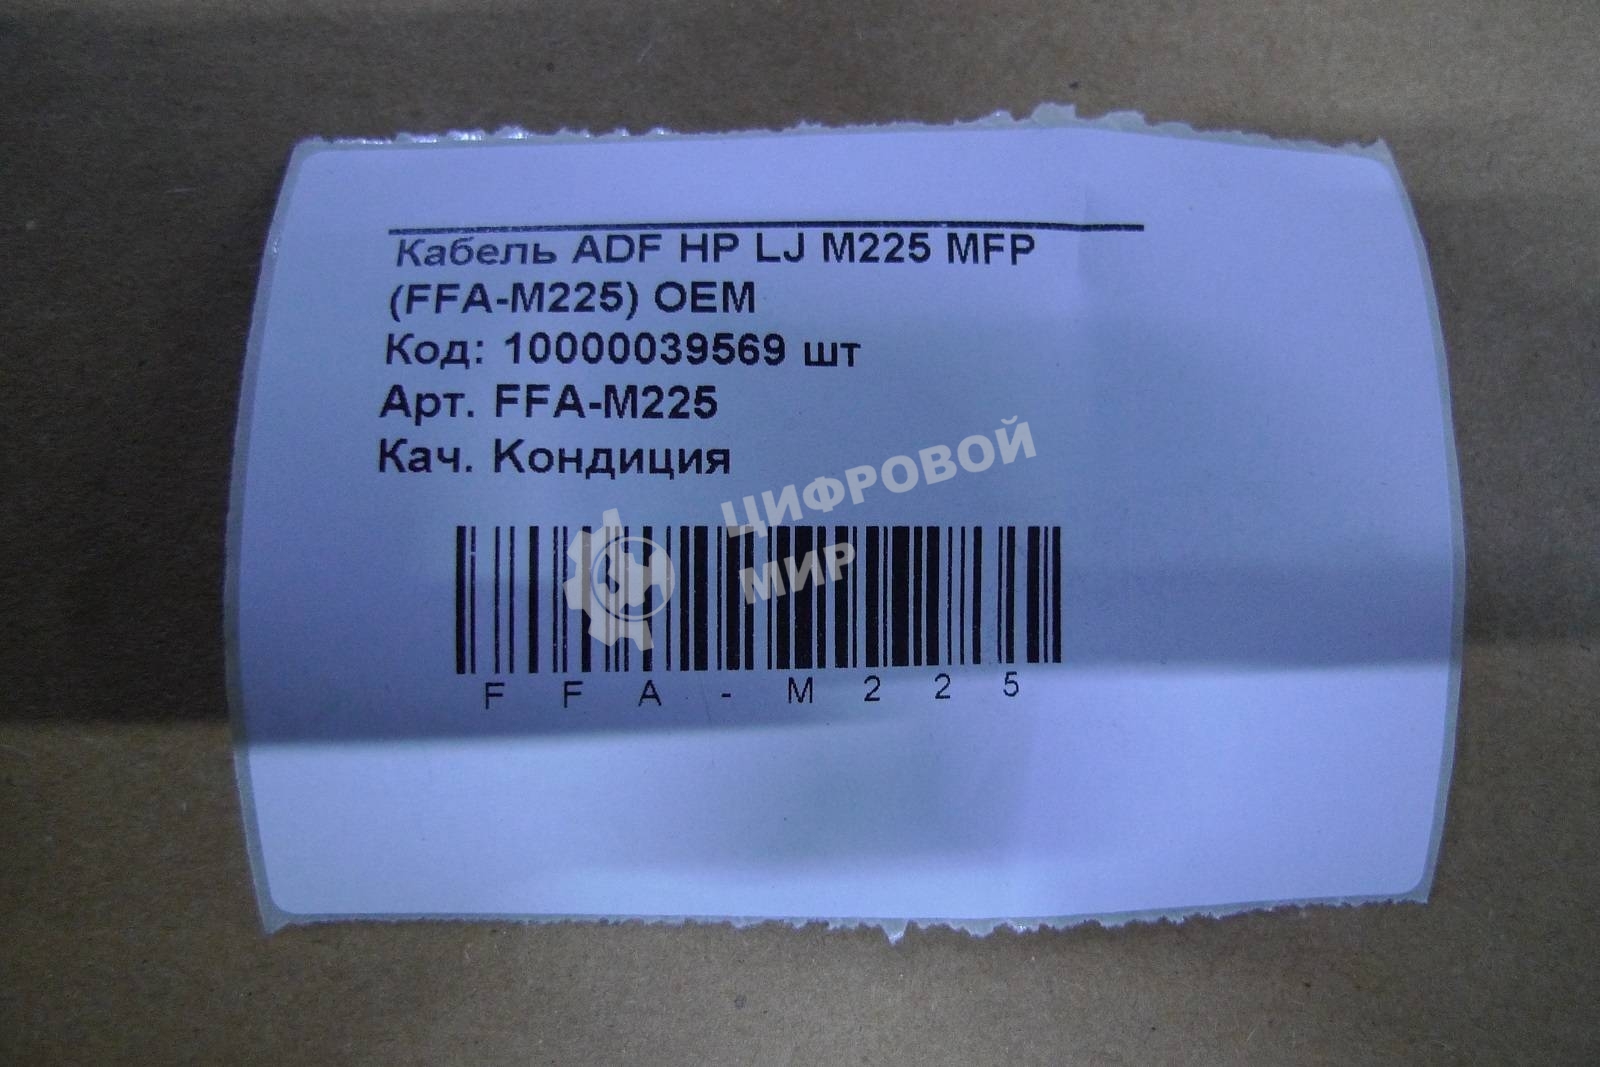 Кабель ADF HP LJ M225 MFP
(FFA-M225) OEM
Код: 10000039569 шт
Арт. FFA-M225
Кач. Кондиция
ЦИФРОВОЙ
МИР
FFA-M225